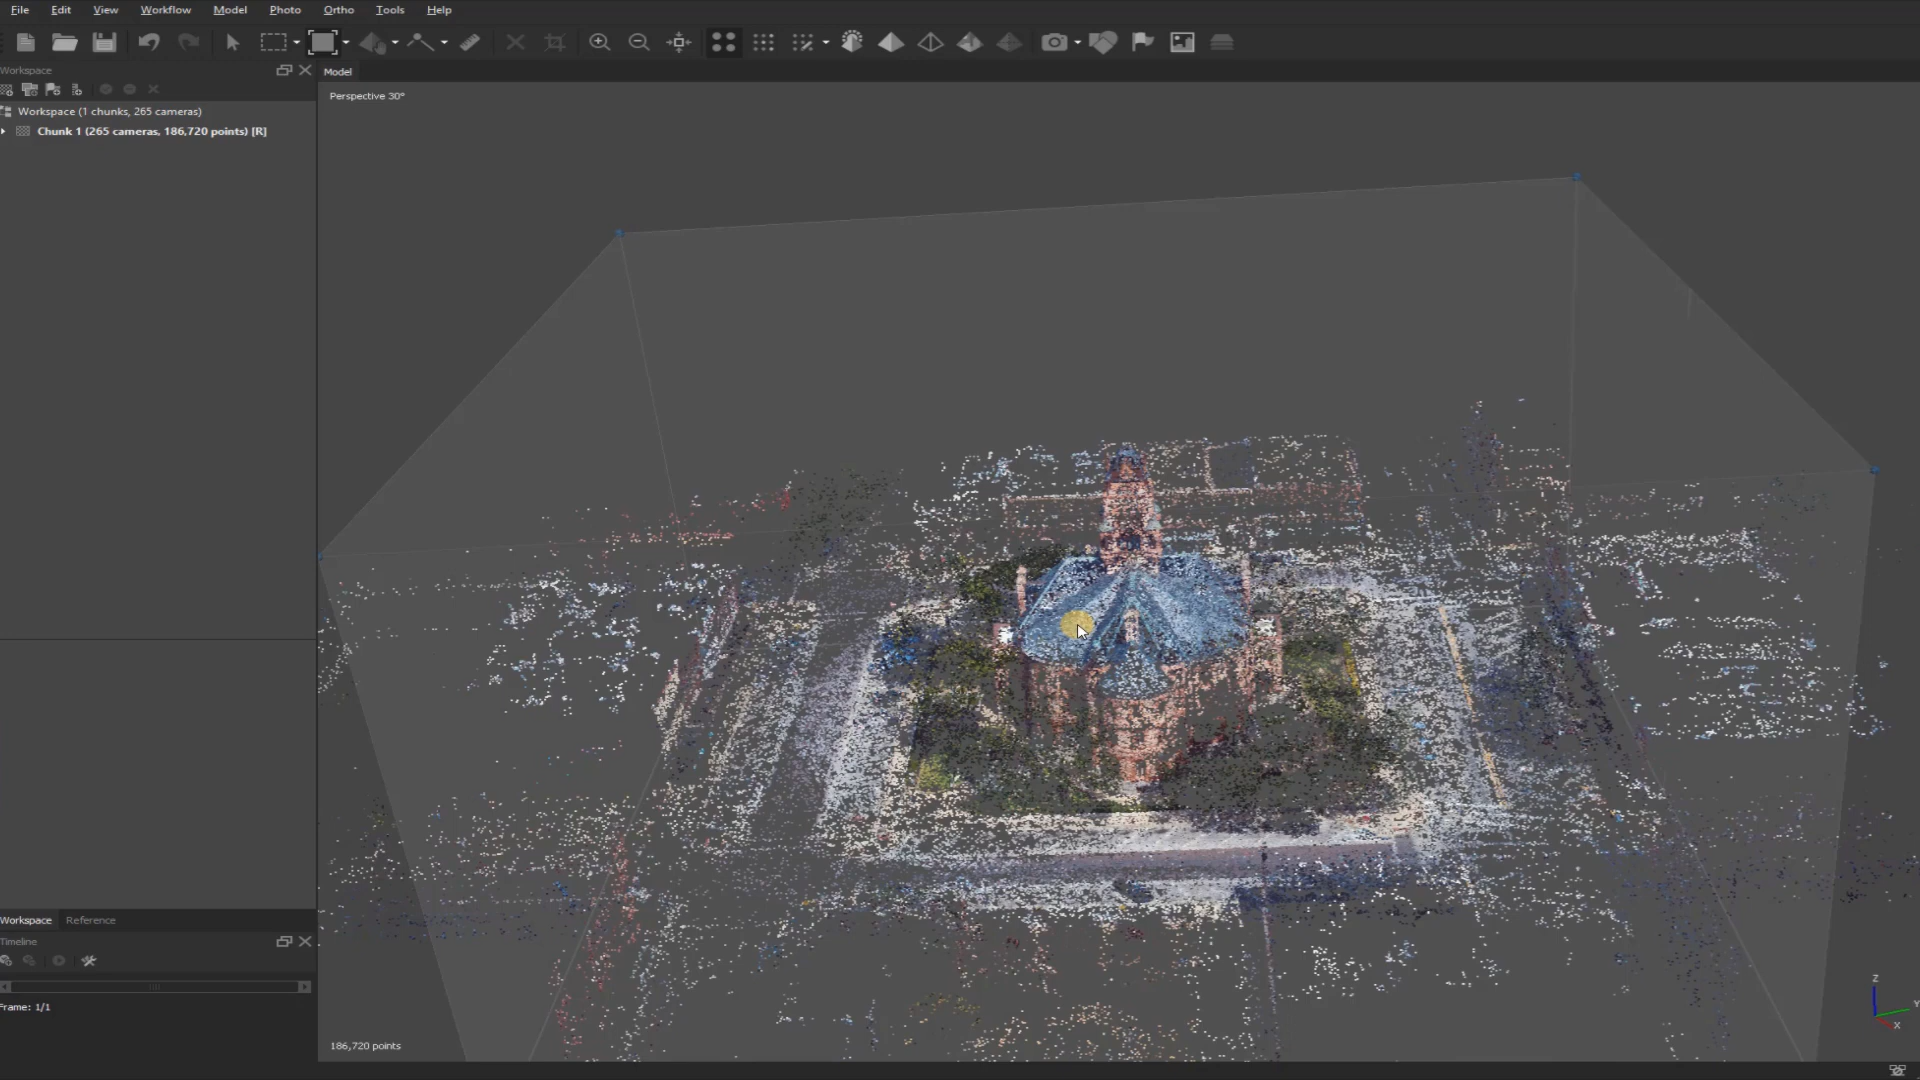 File Edit View Workflow Model Photo Ortho Tools Help
Workspace
Model
Perspective 30°
Workspace (1 chunks, 265 cameras)
Chunk 1 (265 cameras, 186,720 points) [R]
Workspace Reference
Timeline
Frame: 1/1
186,720 points
Z
Y
X